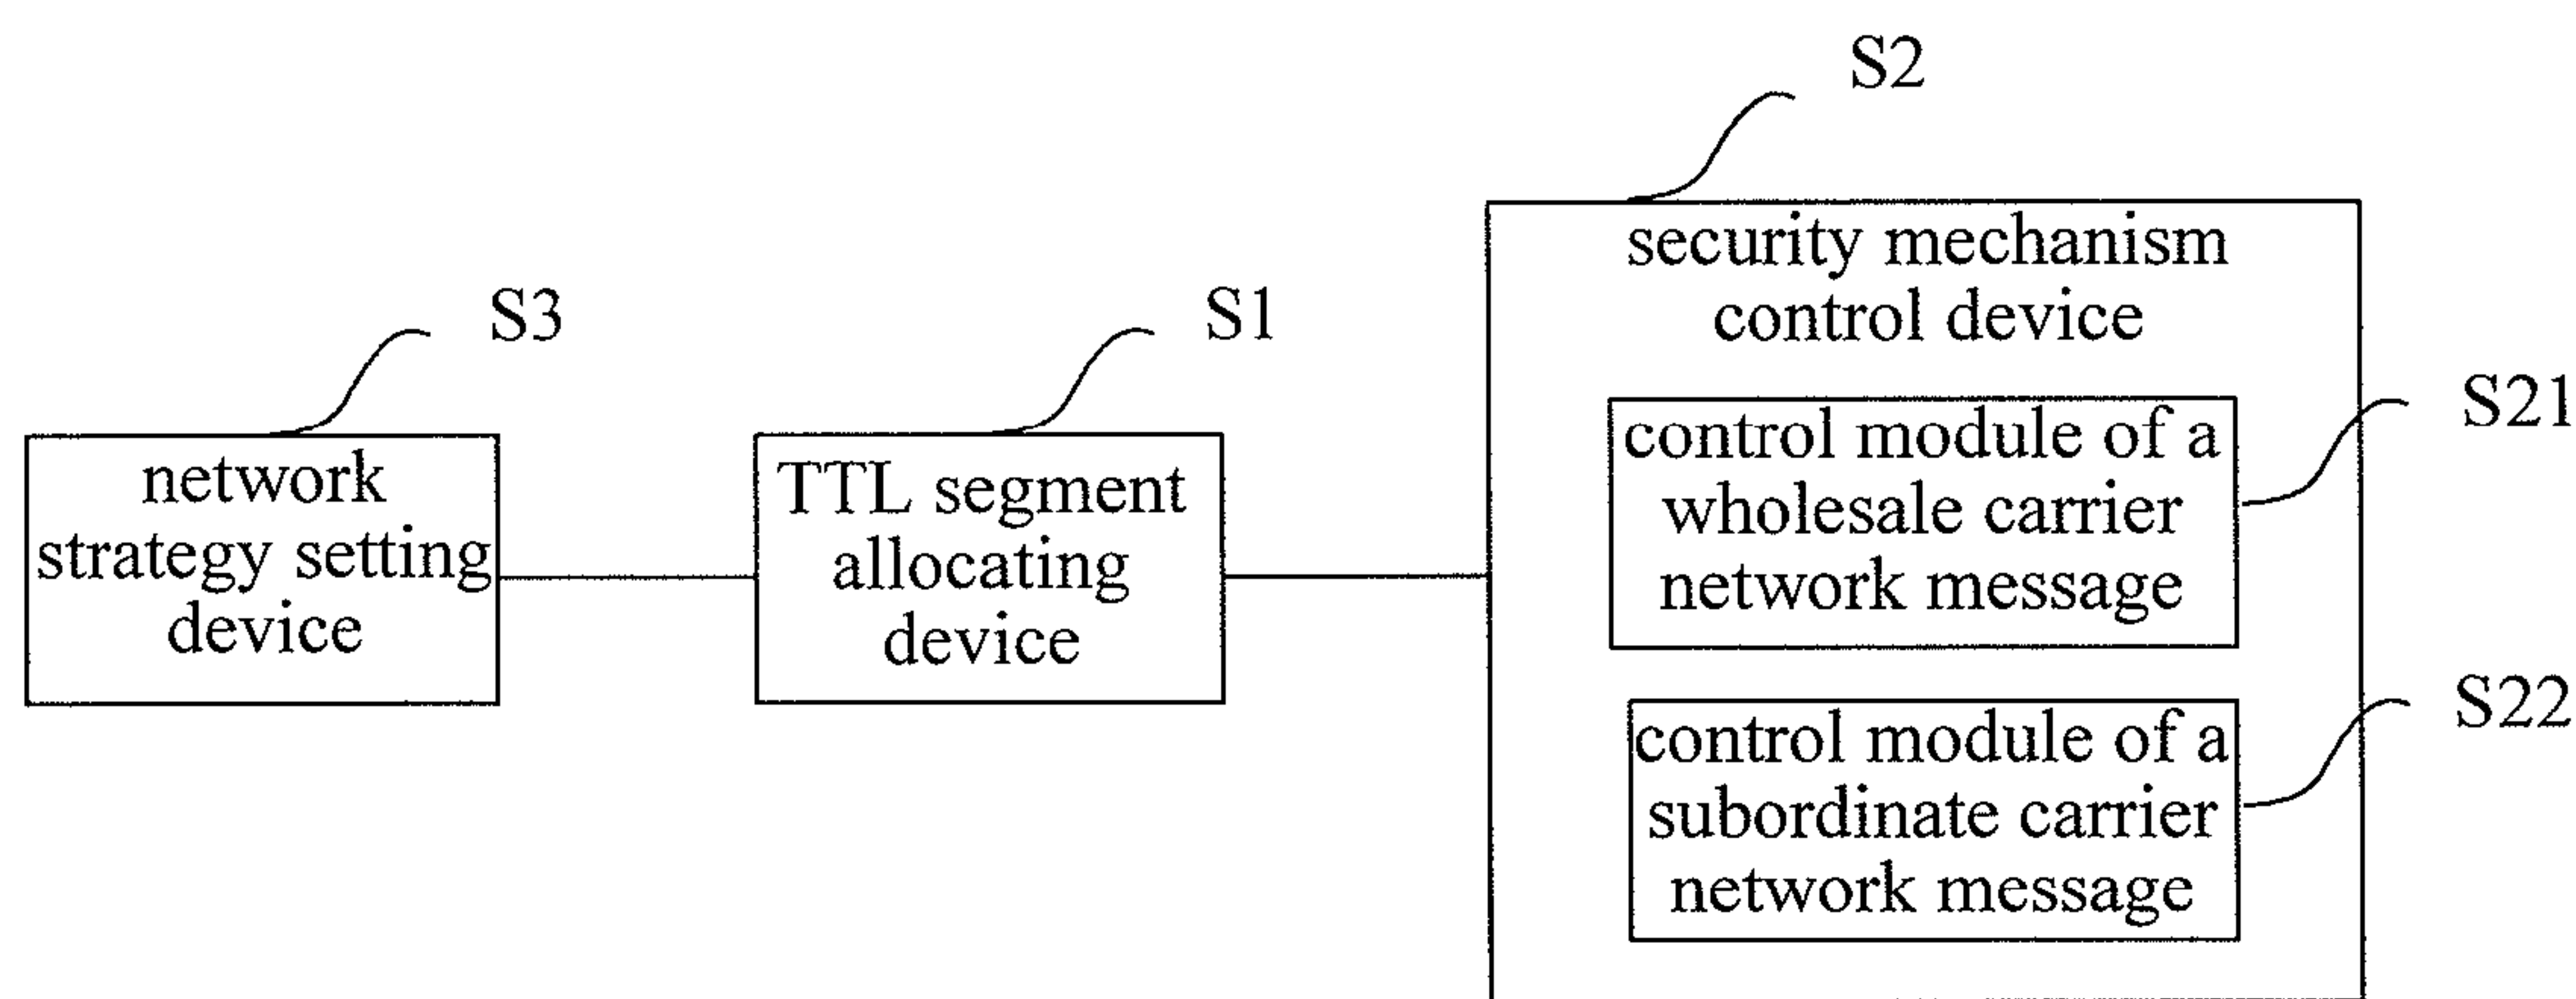 S3
network
strategy setting
device
S1
TTL segment
allocating
device
S2
security mechanism
control device
S21
control module of a
wholesale carrier
network message
S22
control module of a
subordinate carrier
network message